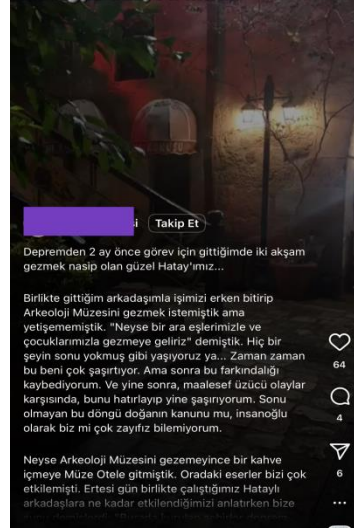 i Takip Et
Depremden 2 ay önce görev için gittiğimde iki akşam
gezmek nasip olan güzel Hatay'ımız...
Birlikte gittiğim arkadaşımla işimizi erken bitirip
Arkeoloji Müzesini gezmek istemiştik ama
yetişememiştik. "Neyse bir ara eşlerimizle ve
çocuklarımızla gezmeye geliriz" demiştik. Hiç bir
şeyin sonu yokmuş gibi yaşıyoruz ya... Zaman zaman
bu beni çok şaşırtıyor. Ama sonra bu farkındalığı
kaybediyorum. Ve yine sonra, maalesef üzücü olaylar
karşısında, bunu hatırlayıp yine şaşırıyorum. Sonu
olmayan bu döngü doğanın kanunu mu, insanoğlu
olarak biz mi çok zayıfız bilemiyorum.
Neyse Arkeoloji Müzesini gezemeyince bir kahve
içmeye Müze Otele gitmiştik. Oradaki eserler bizi çok
etkilemişti. Ertesi gün birlikte çalıştığımız Hataylı
arkadaşlara ne kadar etkilendiğimizi anlatırken bize
64
4
6